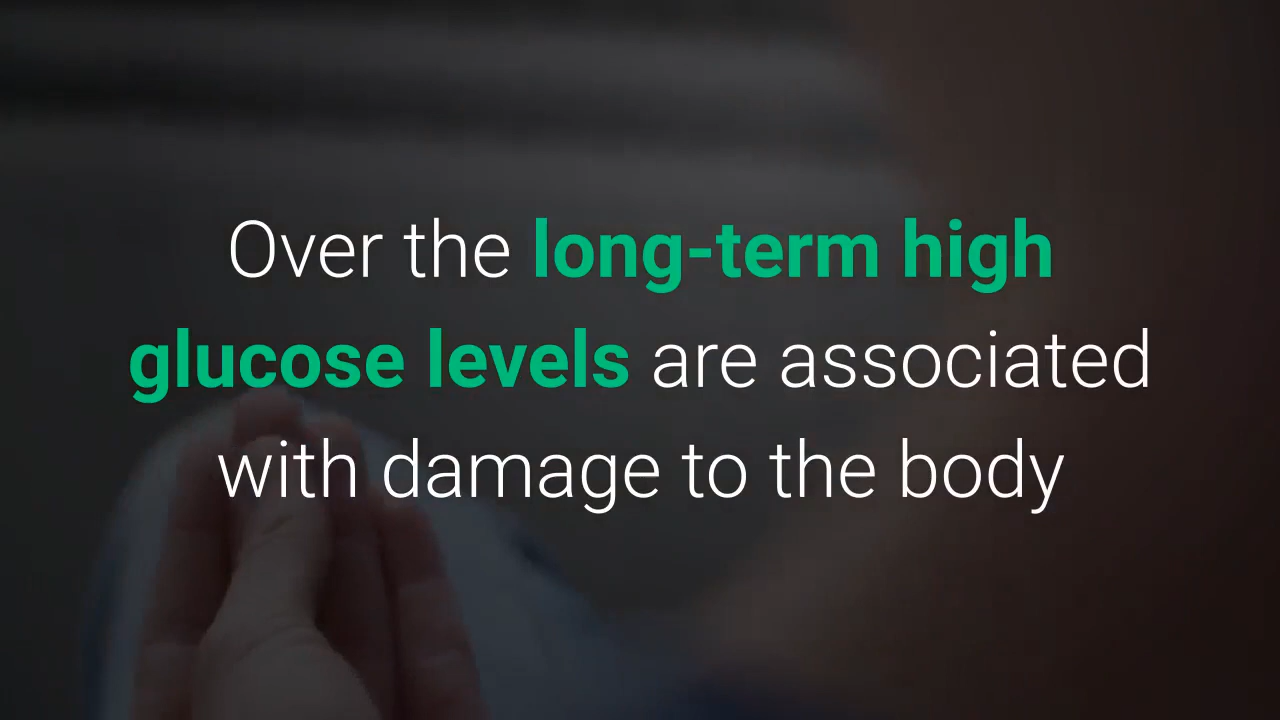 Over the long-term high
glucose levels are associated
with damage to the body